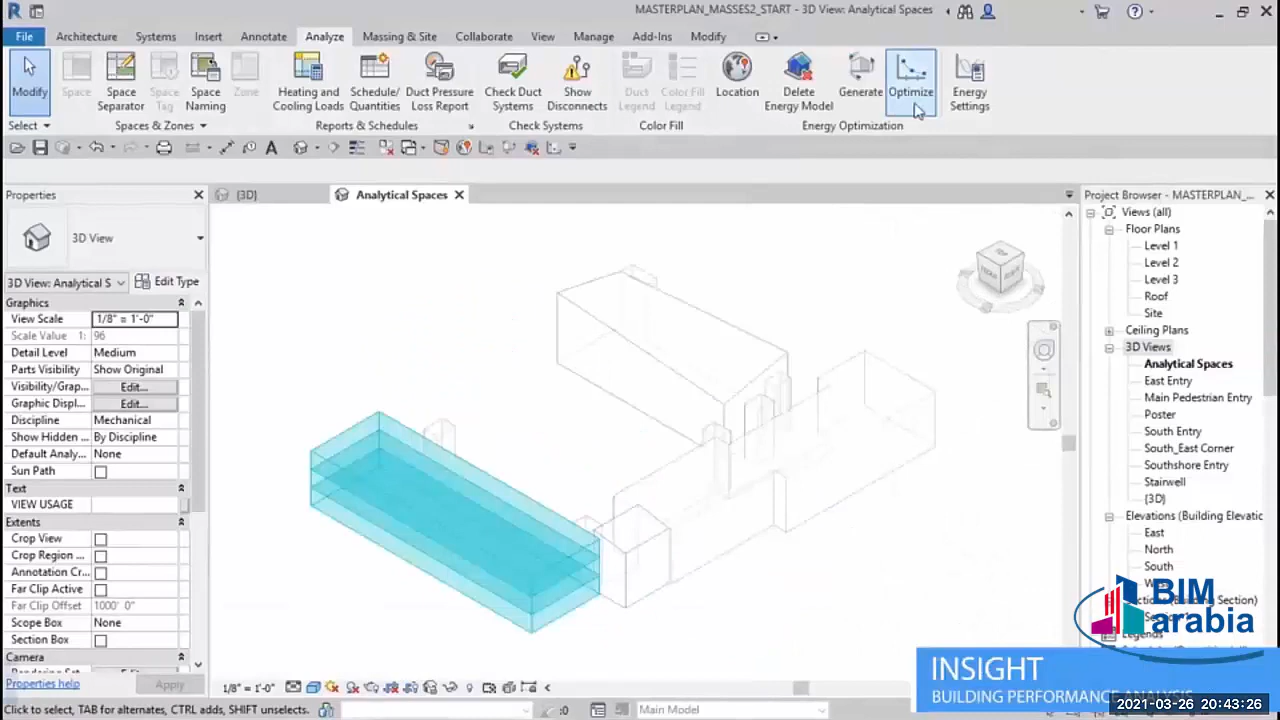 MASTERPLAN_MASSES2_START - 3D View: Analytical Spaces
File Architecture Systems Insert Annotate Analyze Massing & Site Collaborate View Manage Add-Ins Modify
Modify Space Space Separator Space Tag Space Naming Zone Heating and Cooling Loads Schedule/ Quantities Duct Pressure Loss Report Check Duct Systems Show Disconnects Duct Legend Color Fill Legend Location Delete Energy Model Generate Optimize Energy Settings
Select Spaces & Zones Reports & Schedules Check Systems Color Fill Energy Optimization
Properties
{3D}
Analytical Spaces
Project Browser - MASTERPLAN_...
3D View
3D View: Analytical S Edit Type
Graphics
View Scale 1/8" = 1'-0"
Scale Value 1: 96
Detail Level Medium
Parts Visibility Show Original
Visibility/Grap... Edit...
Graphic Displ... Edit...
Discipline Mechanical
Show Hidden ... By Discipline
Default Analy... None
Sun Path
Text
VIEW USAGE
Extents
Crop View
Crop Region ...
Annotation Cr...
Far Clip Active
Far Clip Offset 1000' 0"
Scope Box None
Section Box
Camera
Properties help Apply
Views (all)
Floor Plans
Level 1
Level 2
Level 3
Roof
Site
Ceiling Plans
3D Views
Analytical Spaces
East Entry
Main Pedestrian Entry
Poster
South Entry
South_East Corner
Southshore Entry
Stairwell
{3D}
Elevations (Building Elevatic
East
North
South
BIM
arabia
INSIGHT
BUILDING PERFORMANCE ANALYSIS
1/8" = 1'-0"
Click to select, TAB for alternates, CTRL adds, SHIFT unselects.
:0
Main Model
2021-03-26 20:43:26